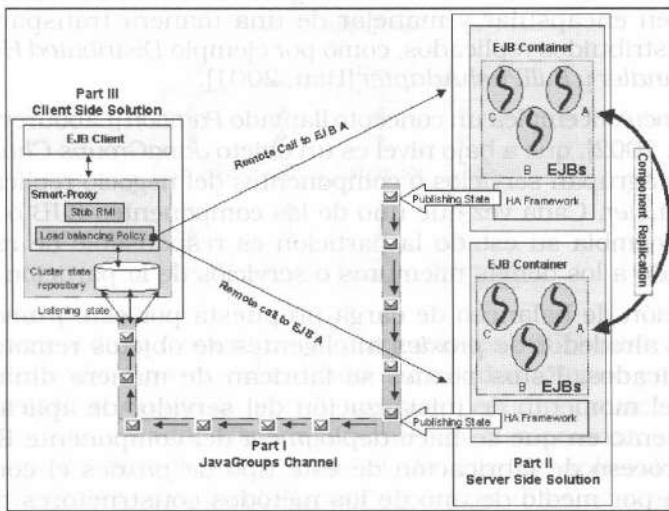 Part III
Client Side Solution
EJB Client
Smart-Proxy
Stub RMI
Load balancing Policy
Cluster state
repository
Listenning state
Remote Call to EJB A
Remote call to EJB A
Part I
JavaGroups Channel
EJB Container
C
A
B
EJBs
Publishing State
HA Framework
Component Replication
EJB Container
C
A
EJBs
Publishing State
HA Framework
Part II
Server Side Solution